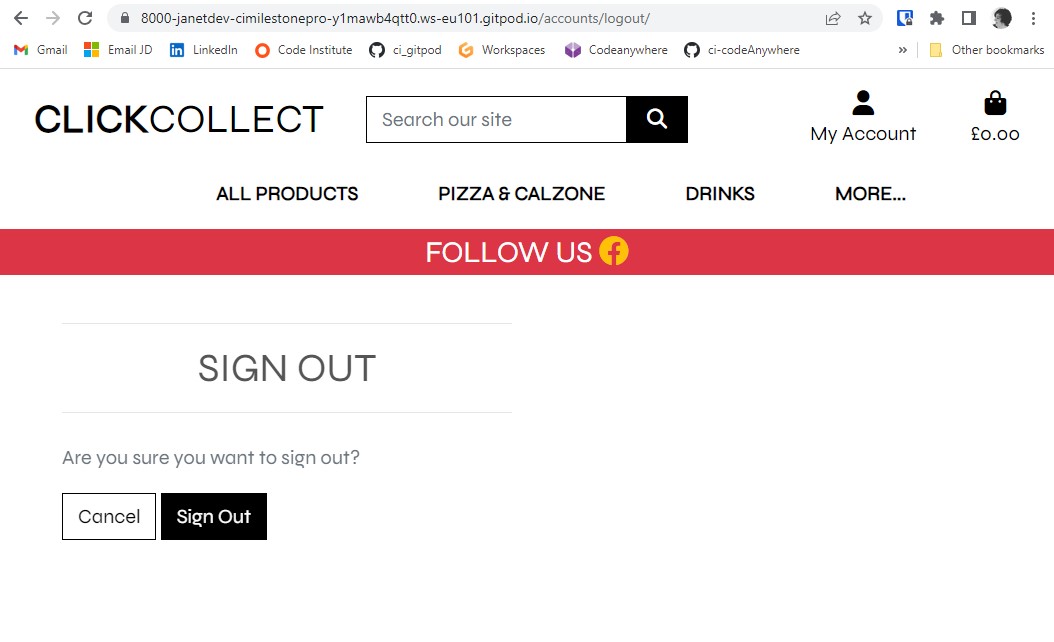 8000-janetdev-cimilestonepro-y1mawb4qtt0.ws-eu101.gitpod.io/accounts/logout/
Gmail Email JD LinkedIn Code Institute ci_gitpod Workspaces Codeanywhere ci-codeAnywhere » Other bookmarks
CLICKCOLLECT Search our site
My Account £0.00
ALL PRODUCTS PIZZA & CALZONE DRINKS MORE...
FOLLOW US
SIGN OUT
Are you sure you want to sign out?
Cancel Sign Out